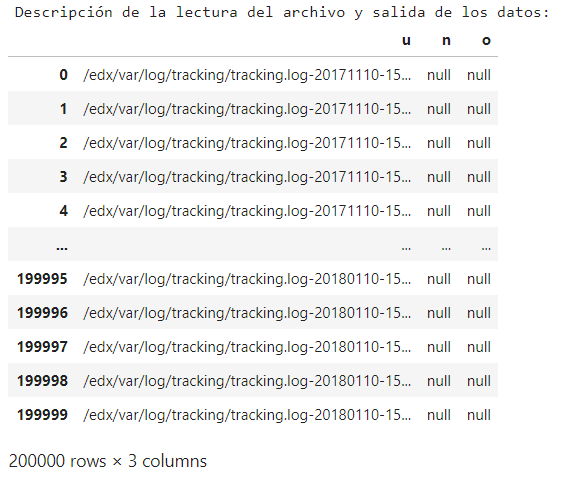 Descripción de la lectura del archivo y salida de los datos:
u n o
0 /edx/var/log/tracking/tracking.log-20171110-15... null null
1 /edx/var/log/tracking/tracking.log-20171110-15... null null
2 /edx/var/log/tracking/tracking.log-20171110-15... null null
3 /edx/var/log/tracking/tracking.log-20171110-15... null null
4 /edx/var/log/tracking/tracking.log-20171110-15... null null
... ... ... ...
199995 /edx/var/log/tracking/tracking.log-20180110-15... null null
199996 /edx/var/log/tracking/tracking.log-20180110-15... null null
199997 /edx/var/log/tracking/tracking.log-20180110-15... null null
199998 /edx/var/log/tracking/tracking.log-20180110-15... null null
199999 /edx/var/log/tracking/tracking.log-20180110-15... null null
200000 rows × 3 columns